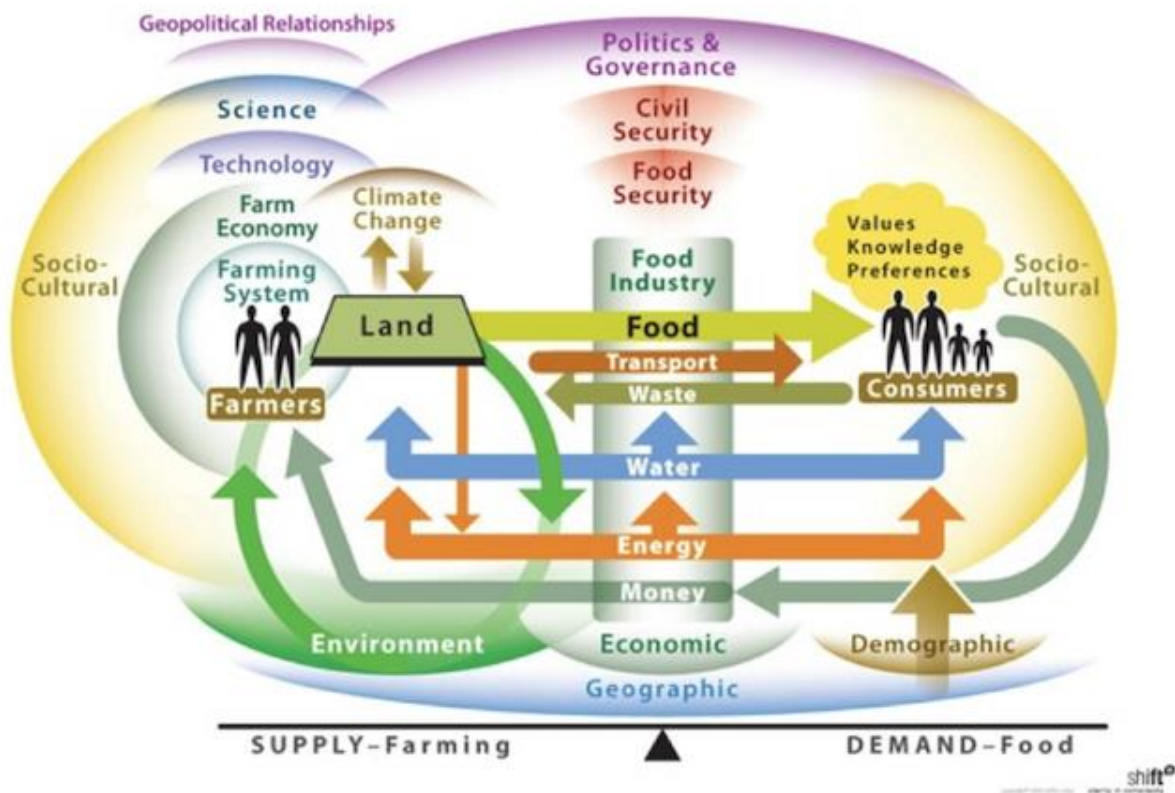 Geopolitical Relationships
Politics &
Governance
Science
Civil
Security
Technology
Food
Security
Climate
Change
Farm
Economy
Values
Knowledge
Preferences
Socio-
Cultural
Farming
System
Food
Industry
Socio-
Cultural
Land
Food
Transport
Waste
Farmers
Consumers
Water
Energy
Money
Environment
Economic
Demographic
Geographic
SUPPLY–Farming
DEMAND–Food
shift